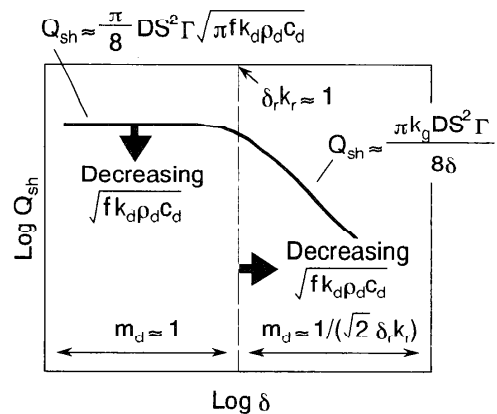 Q_sh ≈ π/8 DS²Γ√(πfk_dρ_dc_d)
δ_rk_r ≈ 1
Q_sh ≈ πk_gDS²Γ/8δ
Decreasing
√(fk_dρ_dc_d)
Decreasing
√(fk_dρ_dc_d)
m_d ≃ 1
m_d ≃ 1/(√2 δ_rk_r)
Log Q_sh
Log δ